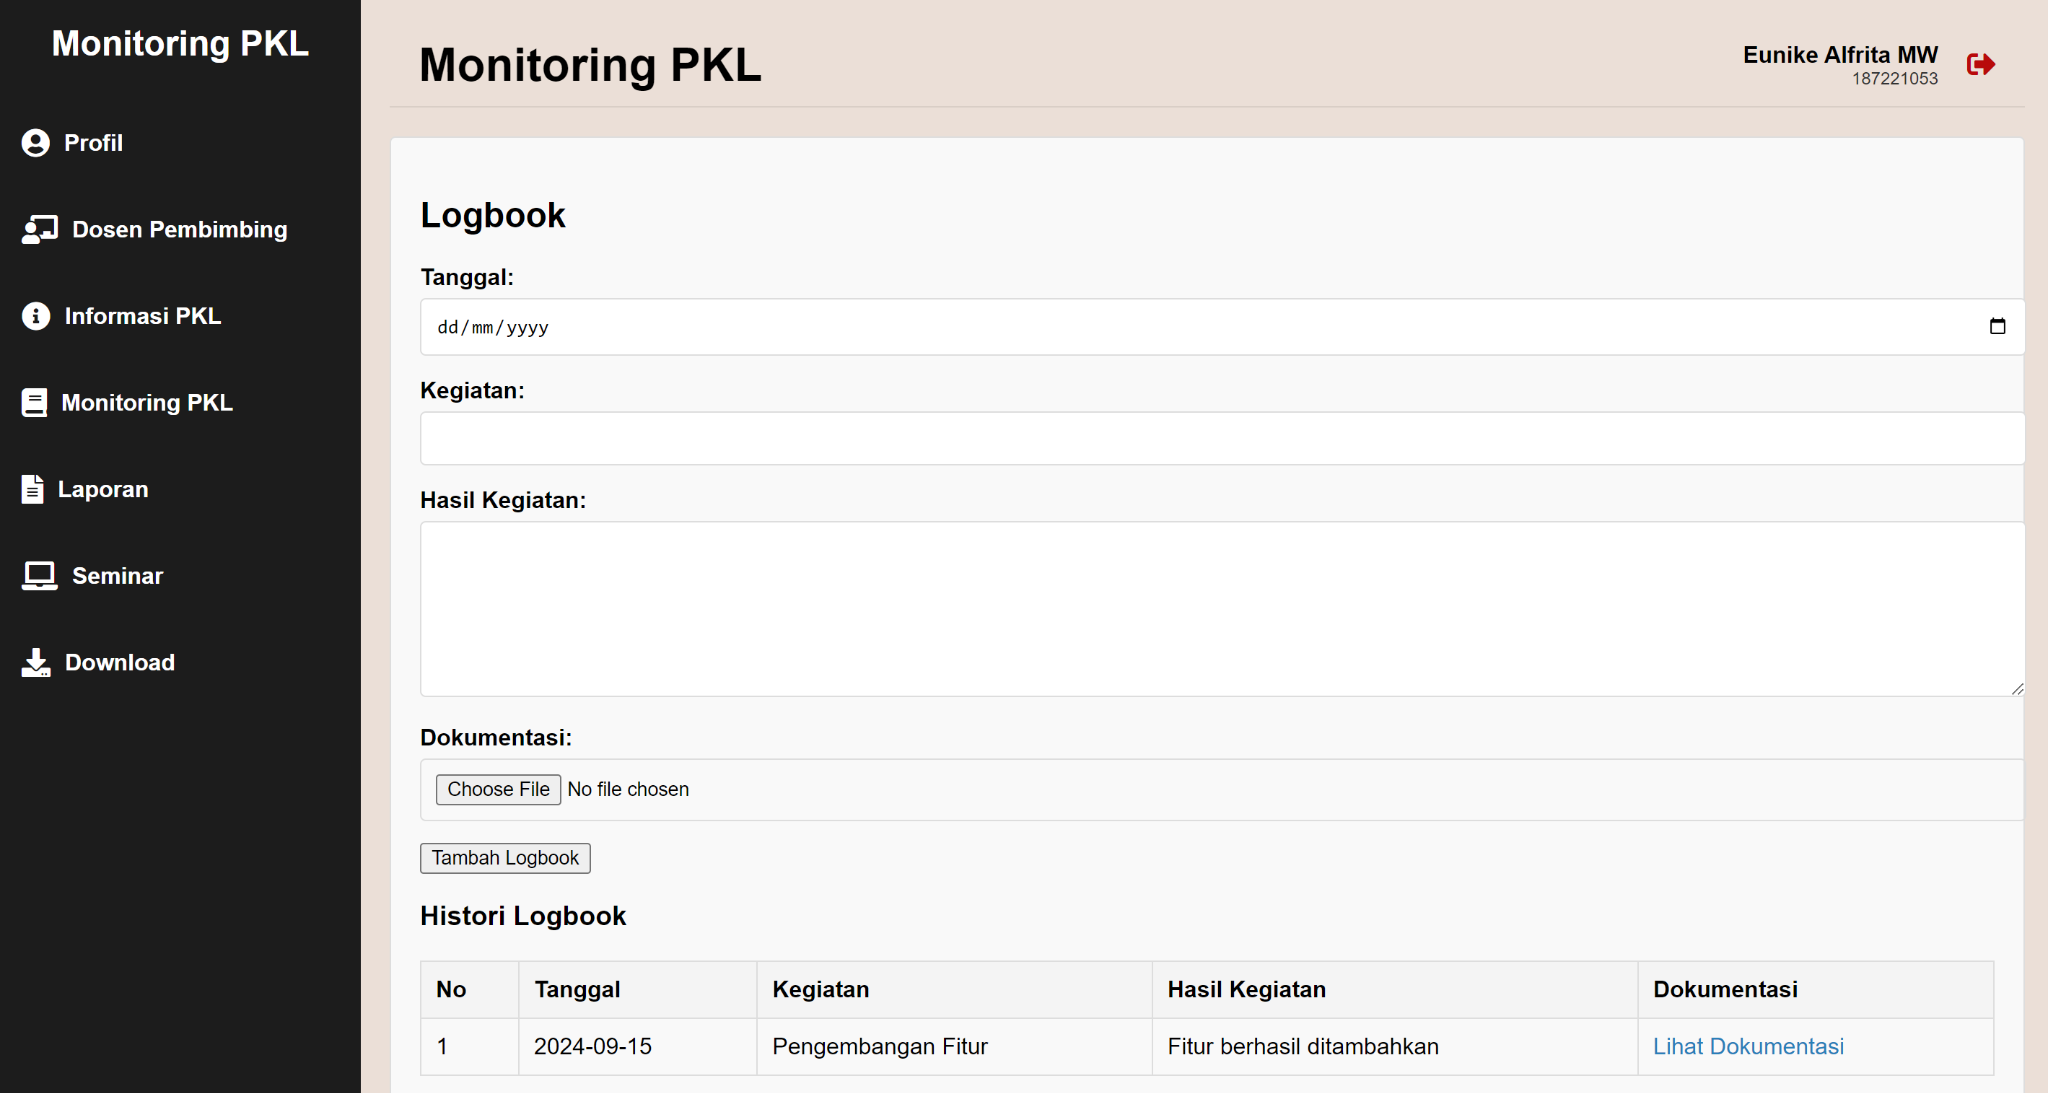 Monitoring PKL
Profil
Dosen Pembimbing
Informasi PKL
Monitoring PKL
Laporan
Seminar
Download
Monitoring PKL
Eunike Alfrita MW
187221053
Logbook
Tanggal:
dd/mm/yyyy
Kegiatan:
Hasil Kegiatan:
Dokumentasi:
Choose File No file chosen
Tambah Logbook
Histori Logbook
No Tanggal Kegiatan Hasil Kegiatan Dokumentasi
1 2024-09-15 Pengembangan Fitur Fitur berhasil ditambahkan Lihat Dokumentasi